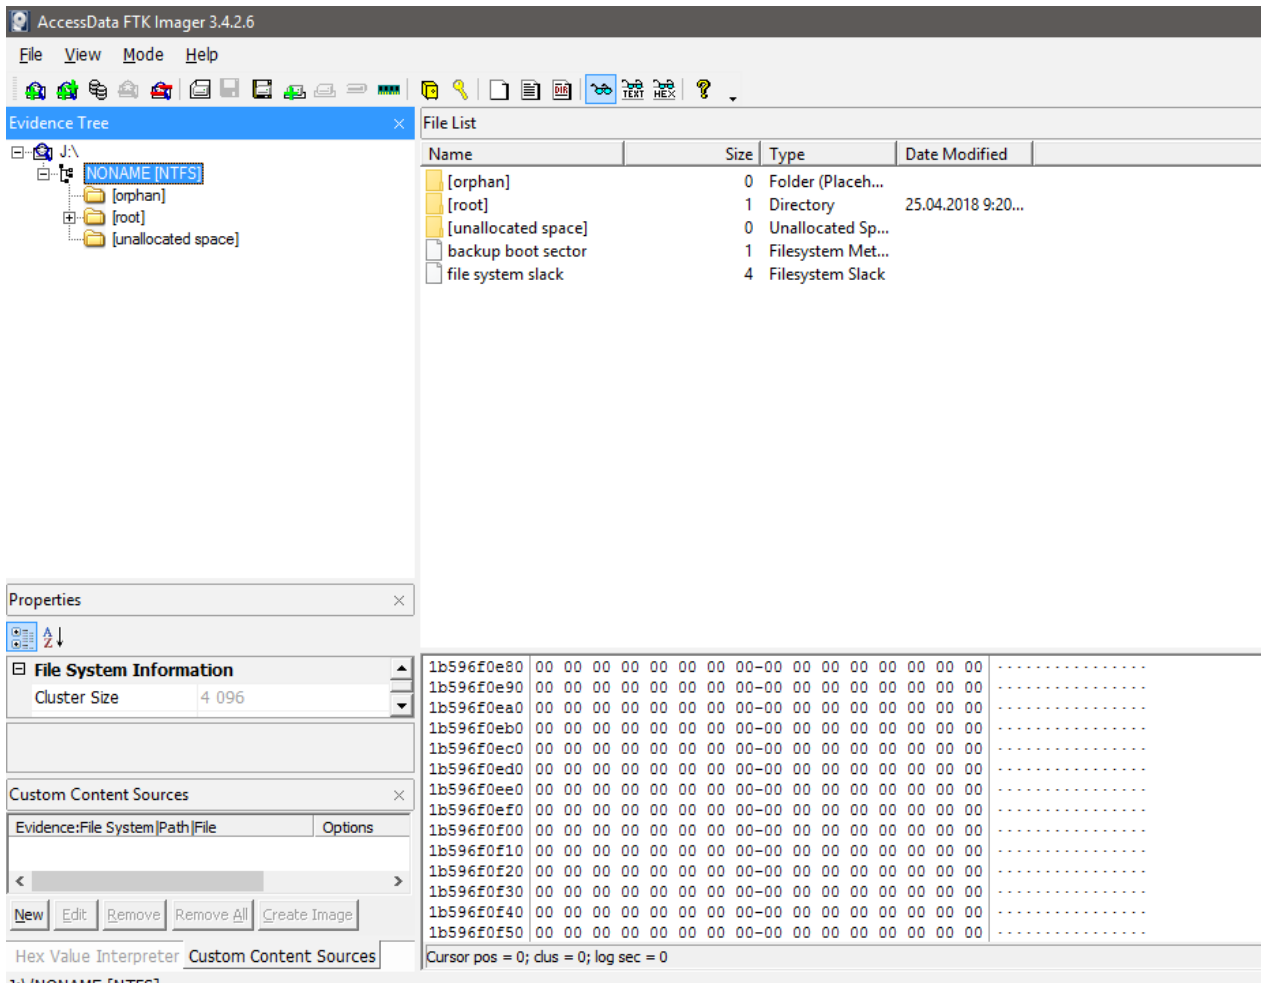 AccessData FTK Imager 3.4.2.6
File View Mode Help
DIR TEXT HEX ?
Evidence Tree
File List
J:\
NONAME [NTFS]
[orphan]
[root]
[unallocated space]
Name Size Type Date Modified
[orphan] 0 Folder (Placeh...
[root] 1 Directory 25.04.2018 9:20...
[unallocated space] 0 Unallocated Sp...
backup boot sector 1 Filesystem Met...
file system slack 4 Filesystem Slack
Properties
A Z
File System Information
Cluster Size 4 096
Custom Content Sources
Evidence:File System|Path|File Options
New Edit Remove Remove All Create Image
Hex Value Interpreter Custom Content Sources
1b596f0e80 00 00 00 00 00 00 00 00-00 00 00 00 00 00 00 00 ················
1b596f0e90 00 00 00 00 00 00 00 00-00 00 00 00 00 00 00 00 ················
1b596f0ea0 00 00 00 00 00 00 00 00-00 00 00 00 00 00 00 00 ················
1b596f0eb0 00 00 00 00 00 00 00 00-00 00 00 00 00 00 00 00 ················
1b596f0ec0 00 00 00 00 00 00 00 00-00 00 00 00 00 00 00 00 ················
1b596f0ed0 00 00 00 00 00 00 00 00-00 00 00 00 00 00 00 00 ················
1b596f0ee0 00 00 00 00 00 00 00 00-00 00 00 00 00 00 00 00 ················
1b596f0ef0 00 00 00 00 00 00 00 00-00 00 00 00 00 00 00 00 ················
1b596f0f00 00 00 00 00 00 00 00 00-00 00 00 00 00 00 00 00 ················
1b596f0f10 00 00 00 00 00 00 00 00-00 00 00 00 00 00 00 00 ················
1b596f0f20 00 00 00 00 00 00 00 00-00 00 00 00 00 00 00 00 ················
1b596f0f30 00 00 00 00 00 00 00 00-00 00 00 00 00 00 00 00 ················
1b596f0f40 00 00 00 00 00 00 00 00-00 00 00 00 00 00 00 00 ················
1b596f0f50 00 00 00 00 00 00 00 00-00 00 00 00 00 00 00 00 ················
Cursor pos = 0; clus = 0; log sec = 0